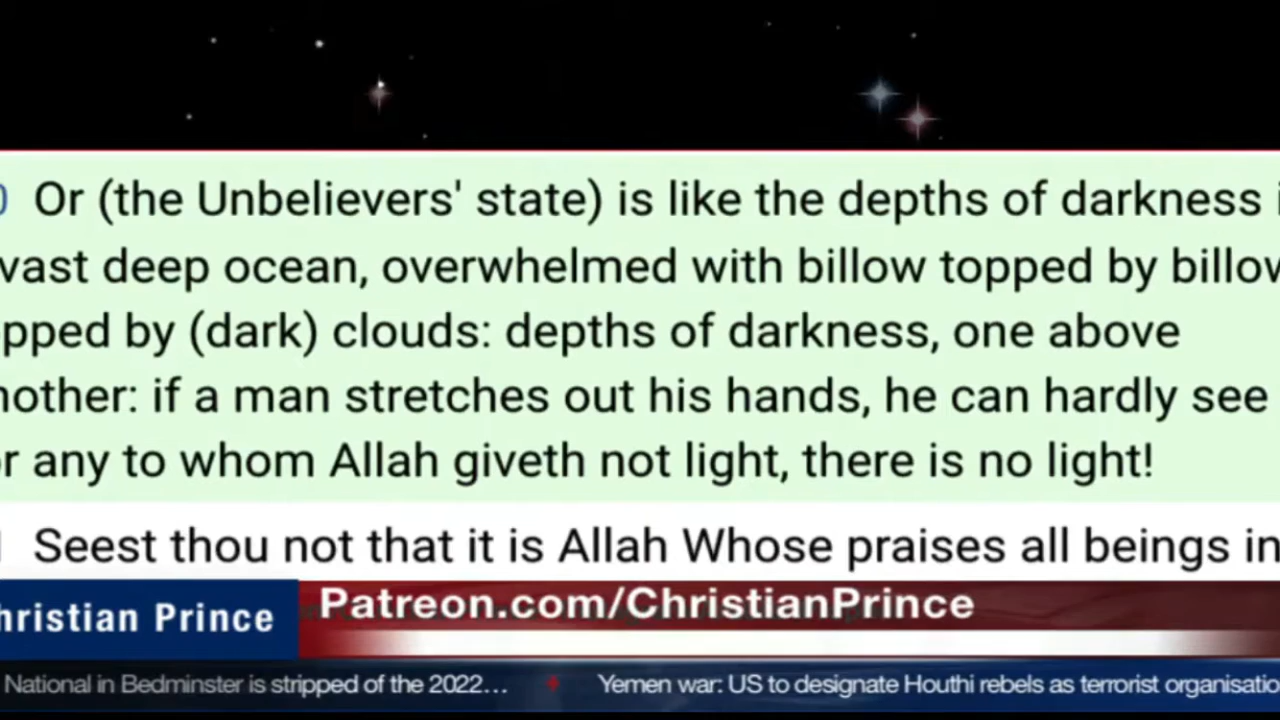 Or (the Unbelievers' state) is like the depths of darkness
vast deep ocean, overwhelmed with billow topped by billow
pped by (dark) clouds: depths of darkness, one above
nother: if a man stretches out his hands, he can hardly see
r any to whom Allah giveth not light, there is no light!
Seest thou not that it is Allah Whose praises all beings in
hristian Prince
Patreon.com/ChristianPrince
National in Bedminster is stripped of the 2022... Yemen war: US to designate Houthi rebels as terrorist organisatio